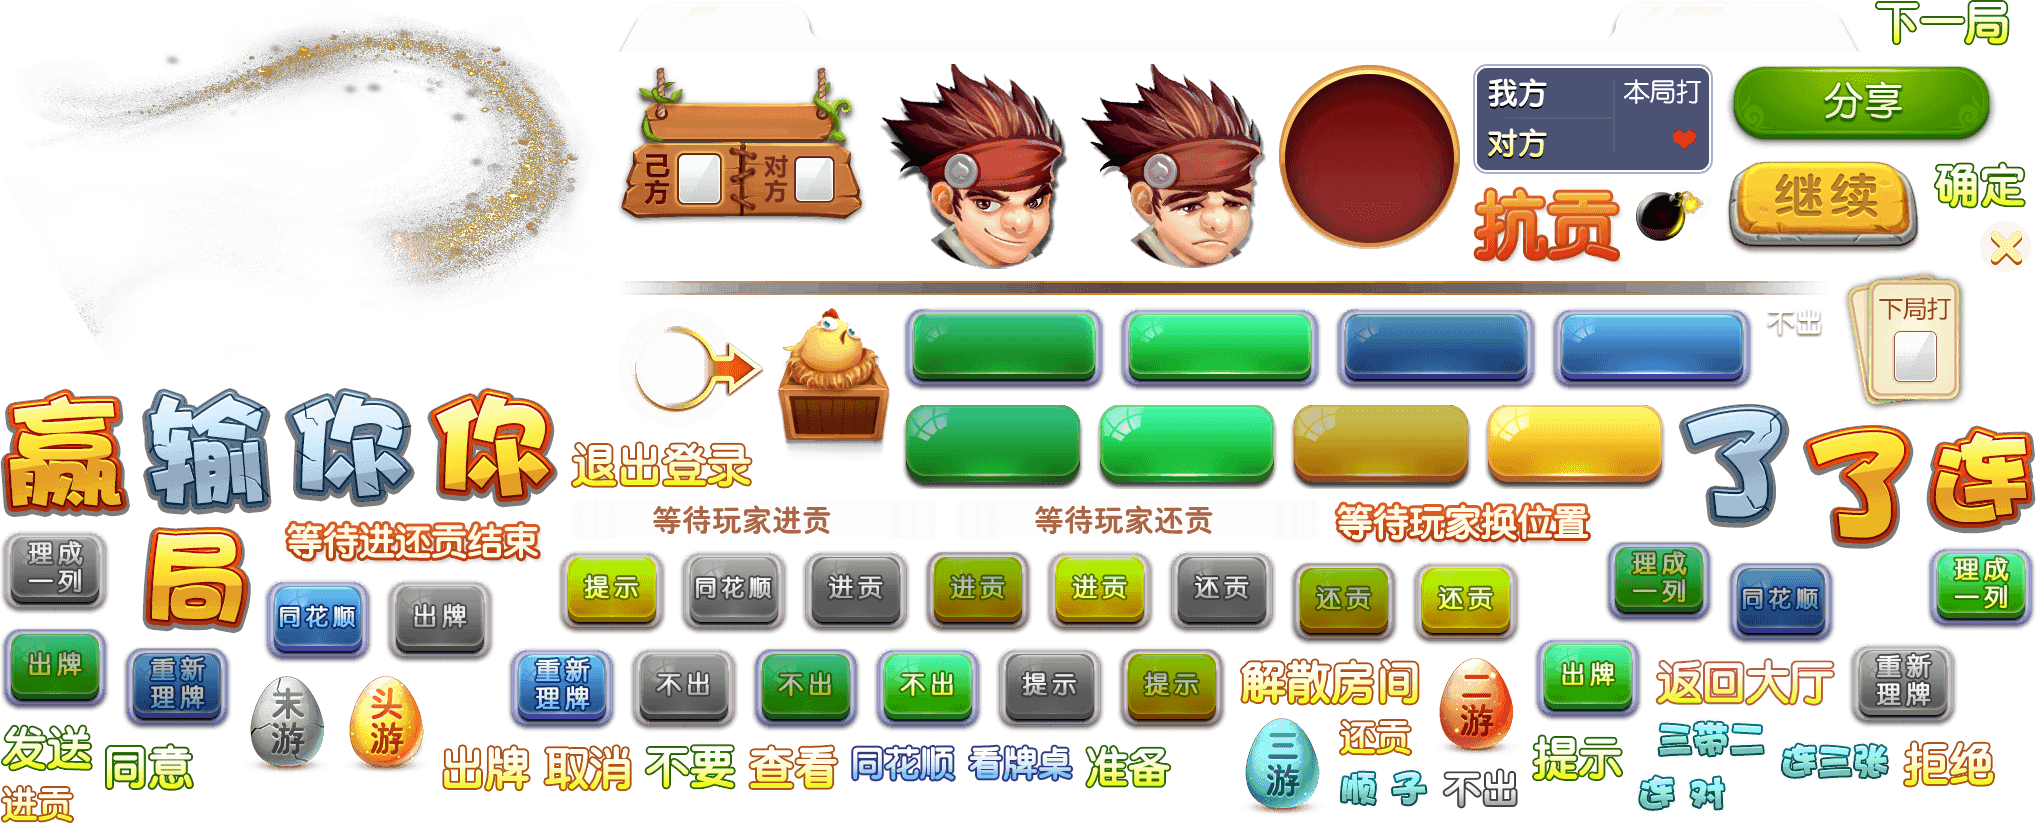 下一局
我方
本局打
对方
分享
己方
对方
继续
确定
抗贡
下局打
不出
赢
输
你
你
了
了
连
退出登录
等待玩家进贡
等待玩家还贡
等待玩家换位置
等待进还贡结束
局
理成
一列
同花顺
出牌
提示
同花顺
进贡
进贡
进贡
还贡
还贡
还贡
理成
一列
同花顺
理成
一列
出牌
重新
理牌
末游
头游
重新
理牌
不出
不出
不出
提示
提示
解散房间
二游
出牌
返回大厅
重新
理牌
发送
同意
出牌
取消
不要
查看
同花顺
看牌桌
准备
三游
还贡
顺子
不出
提示
三带二
连对
连三张
拒绝
进贡